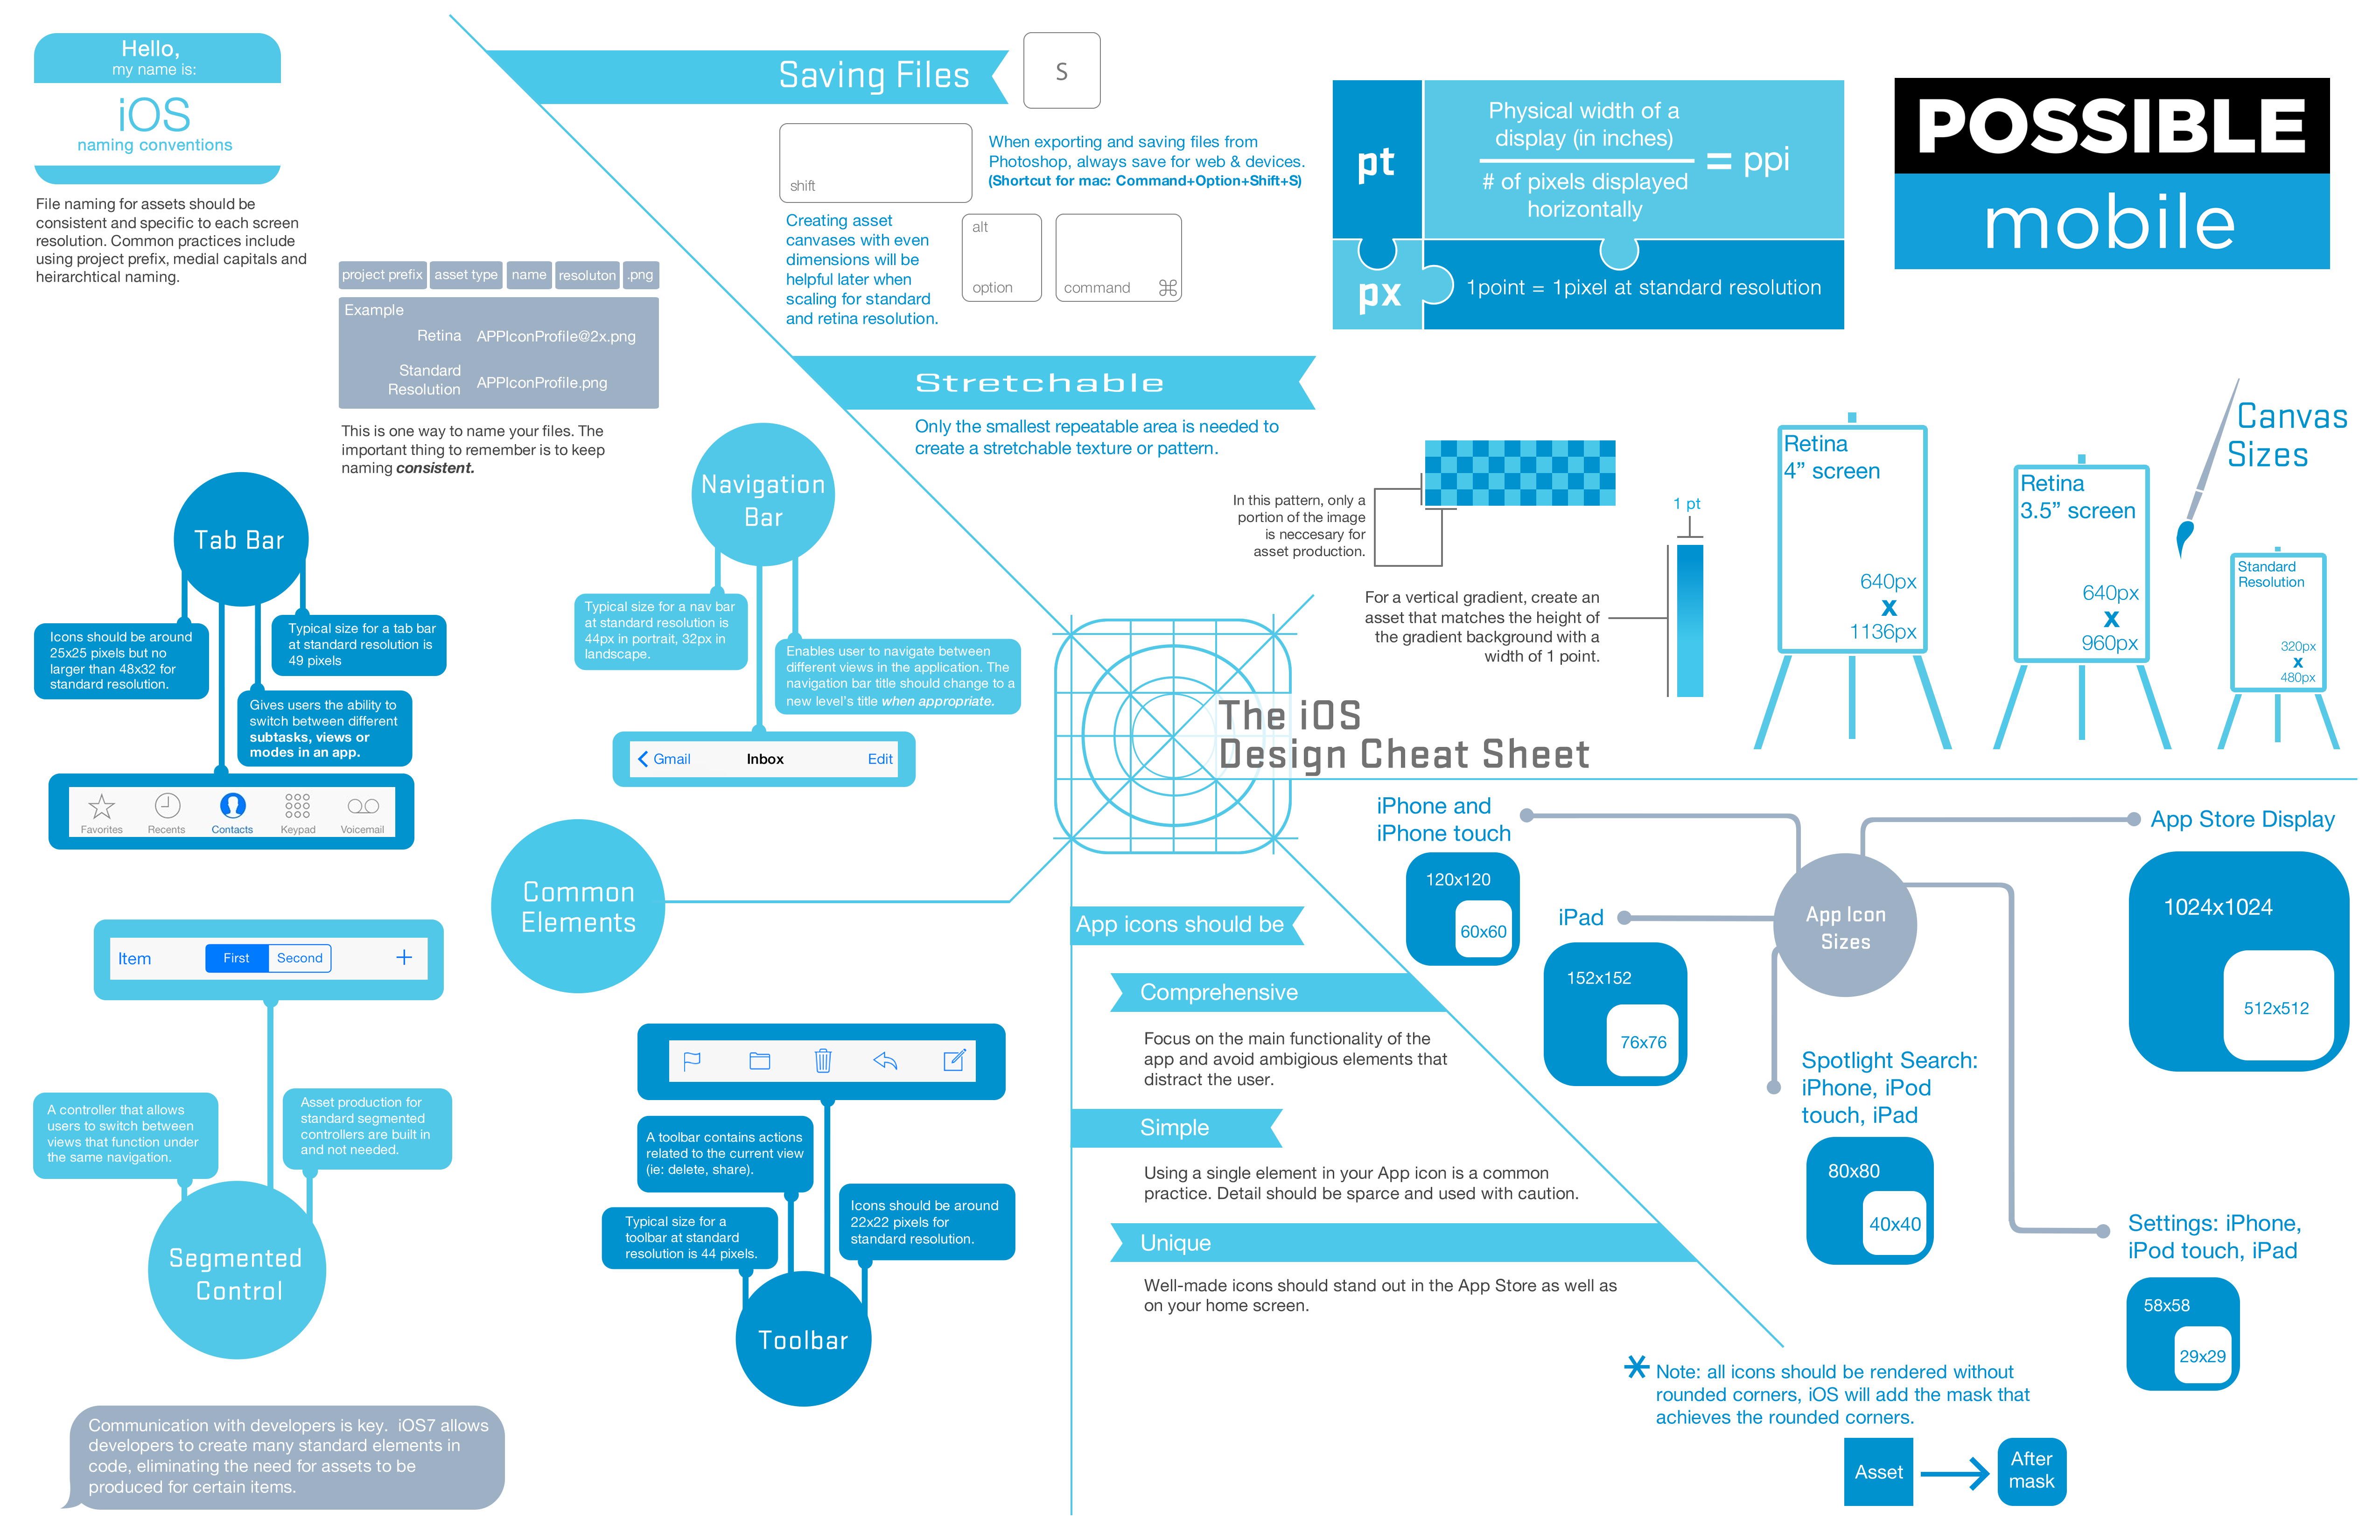 Hello,
my name is:
iOS
naming conventions
File naming for assets should be
consistent and specific to each screen
resolution. Common practices include
using project prefix, medial capitals and
heirarchtical naming.
project prefix
asset type
name
resoluton
.png
Example
Retina APPIconProfile@2x.png
Standard
Resolution APPIconProfile.png
This is one way to name your files. The
important thing to remember is to keep
naming consistent.
Saving Files
S
shift
When exporting and saving files from
Photoshop, always save for web & devices.
(Shortcut for mac: Command+Option+Shift+S)
Creating asset
canvases with even
dimensions will be
helpful later when
scaling for standard
and retina resolution.
alt
option
command ⌘
pt
Physical width of a
display (in inches)
# of pixels displayed
horizontally
= ppi
px
1point = 1pixel at standard resolution
POSSIBLE
mobile
Stretchable
Only the smallest repeatable area is needed to
create a stretchable texture or pattern.
In this pattern, only a
portion of the image
is neccesary for
asset production.
1 pt
For a vertical gradient, create an
asset that matches the height of
the gradient background with a
width of 1 point.
Canvas
Sizes
Retina
4” screen
640px
x
1136px
Retina
3.5” screen
640px
x
960px
Standard
Resolution
320px
x
480px
The iOS
Design Cheat Sheet
Tab Bar
Icons should be around
25x25 pixels but no
larger than 48x32 for
standard resolution.
Typical size for a tab bar
at standard resolution is
49 pixels
Gives users the ability to
switch between different
subtasks, views or
modes in an app.
Favorites
Recents
Contacts
Keypad
Voicemail
Navigation
Bar
Typical size for a nav bar
at standard resolution is
44px in portrait, 32px in
landscape.
Enables user to navigate between
different views in the application. The
navigation bar title should change to a
new level’s title when appropriate.
Gmail
Inbox
Edit
Common
Elements
Item
First
Second
+
A controller that allows
users to switch between
views that function under
the same navigation.
Asset production for
standard segmented
controllers are built in
and not needed.
Segmented
Control
A toolbar contains actions
related to the current view
(ie: delete, share).
Typical size for a
toolbar at standard
resolution is 44 pixels.
Icons should be around
22x22 pixels for
standard resolution.
Toolbar
Communication with developers is key. iOS7 allows
developers to create many standard elements in
code, eliminating the need for assets to be
produced for certain items.
App icons should be
Comprehensive
Focus on the main functionality of the
app and avoid ambigious elements that
distract the user.
Simple
Using a single element in your App icon is a common
practice. Detail should be sparce and used with caution.
Unique
Well-made icons should stand out in the App Store as well as
on your home screen.
App Icon
Sizes
iPhone and
iPhone touch
120x120
60x60
iPad
152x152
76x76
App Store Display
1024x1024
512x512
Spotlight Search:
iPhone, iPod
touch, iPad
80x80
40x40
Settings: iPhone,
iPod touch, iPad
58x58
29x29
* Note: all icons should be rendered without
rounded corners, iOS will add the mask that
achieves the rounded corners.
Asset
After
mask